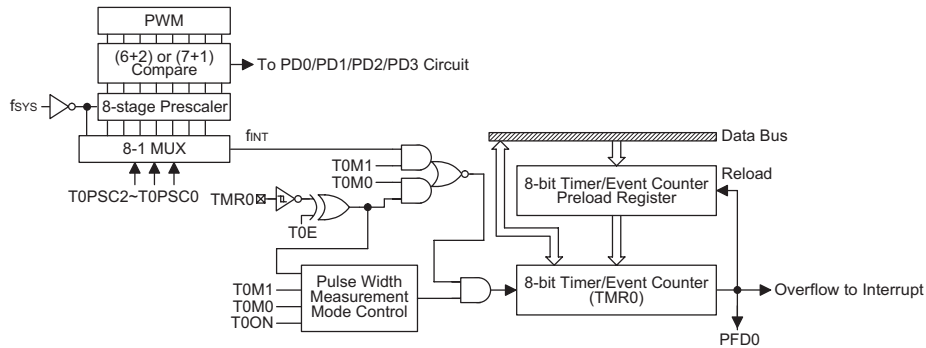 PWM
(6+2) or (7+1)
Compare
To PD0/PD1/PD2/PD3 Circuit
fSYS
8-stage Prescaler
8-1 MUX
fINT
T0PSC2~T0PSC0
T0M1
T0M0
TMR0
T0E
Data Bus
8-bit Timer/Event Counter
Preload Register
Reload
T0M1
T0M0
T0ON
Pulse Width
Measurement
Mode Control
8-bit Timer/Event Counter
(TMR0)
Overflow to Interrupt
PFD0